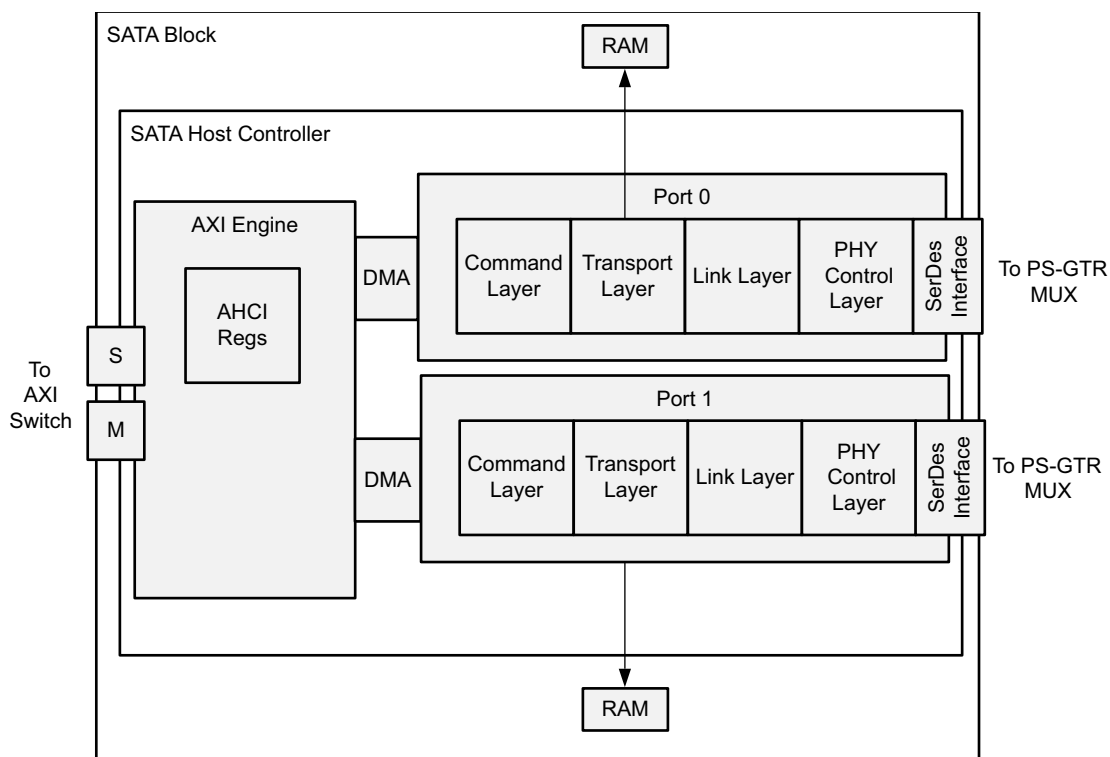 SATA Block
RAM
SATA Host Controller
Port 0
AXI Engine
AHCI
Regs
DMA
Command
Layer
Transport
Layer
Link Layer
PHY
Control
Layer
SerDes
Interface
To PS-GTR
MUX
S
M
To
AXI
Switch
Port 1
DMA
Command
Layer
Transport
Layer
Link Layer
PHY
Control
Layer
SerDes
Interface
To PS-GTR
MUX
RAM